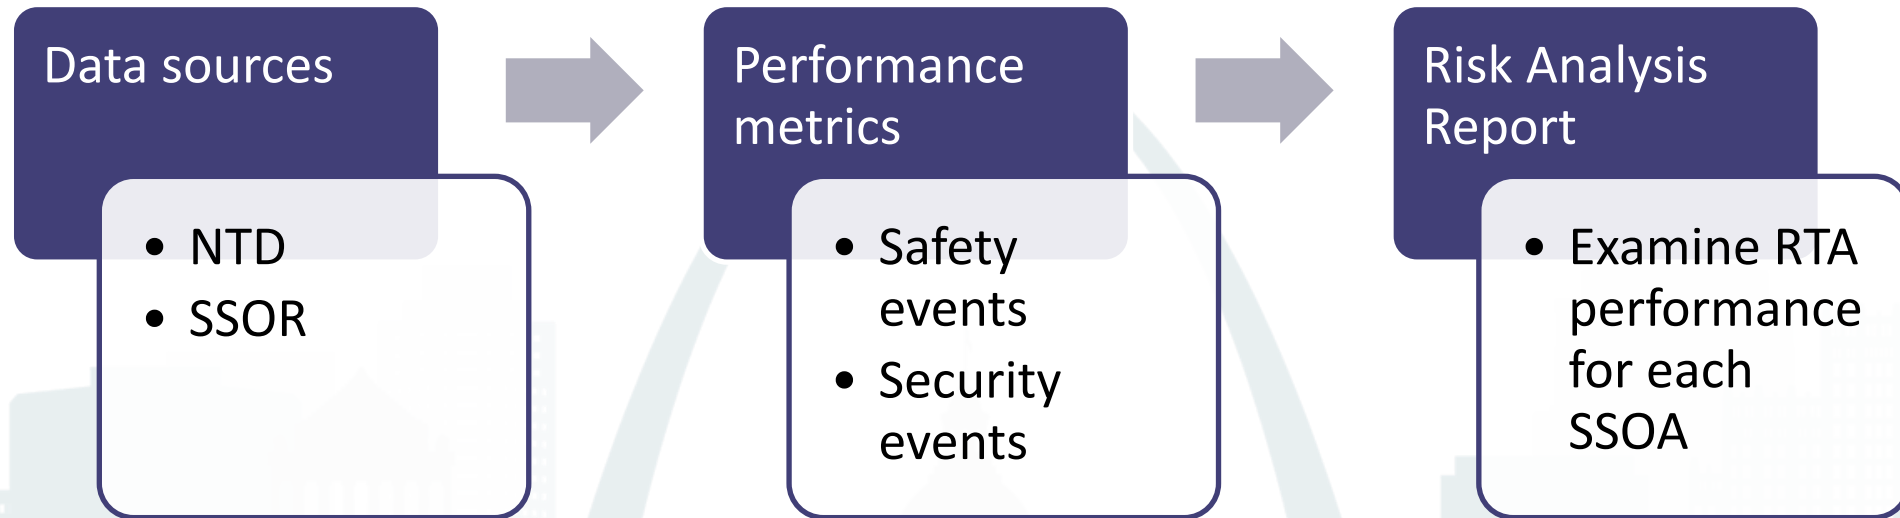 Data sources
• NTD
• SSOR
Performance
metrics
• Safety
events
• Security
events
Risk Analysis
Report
• Examine RTA
performance
for each
SSOA